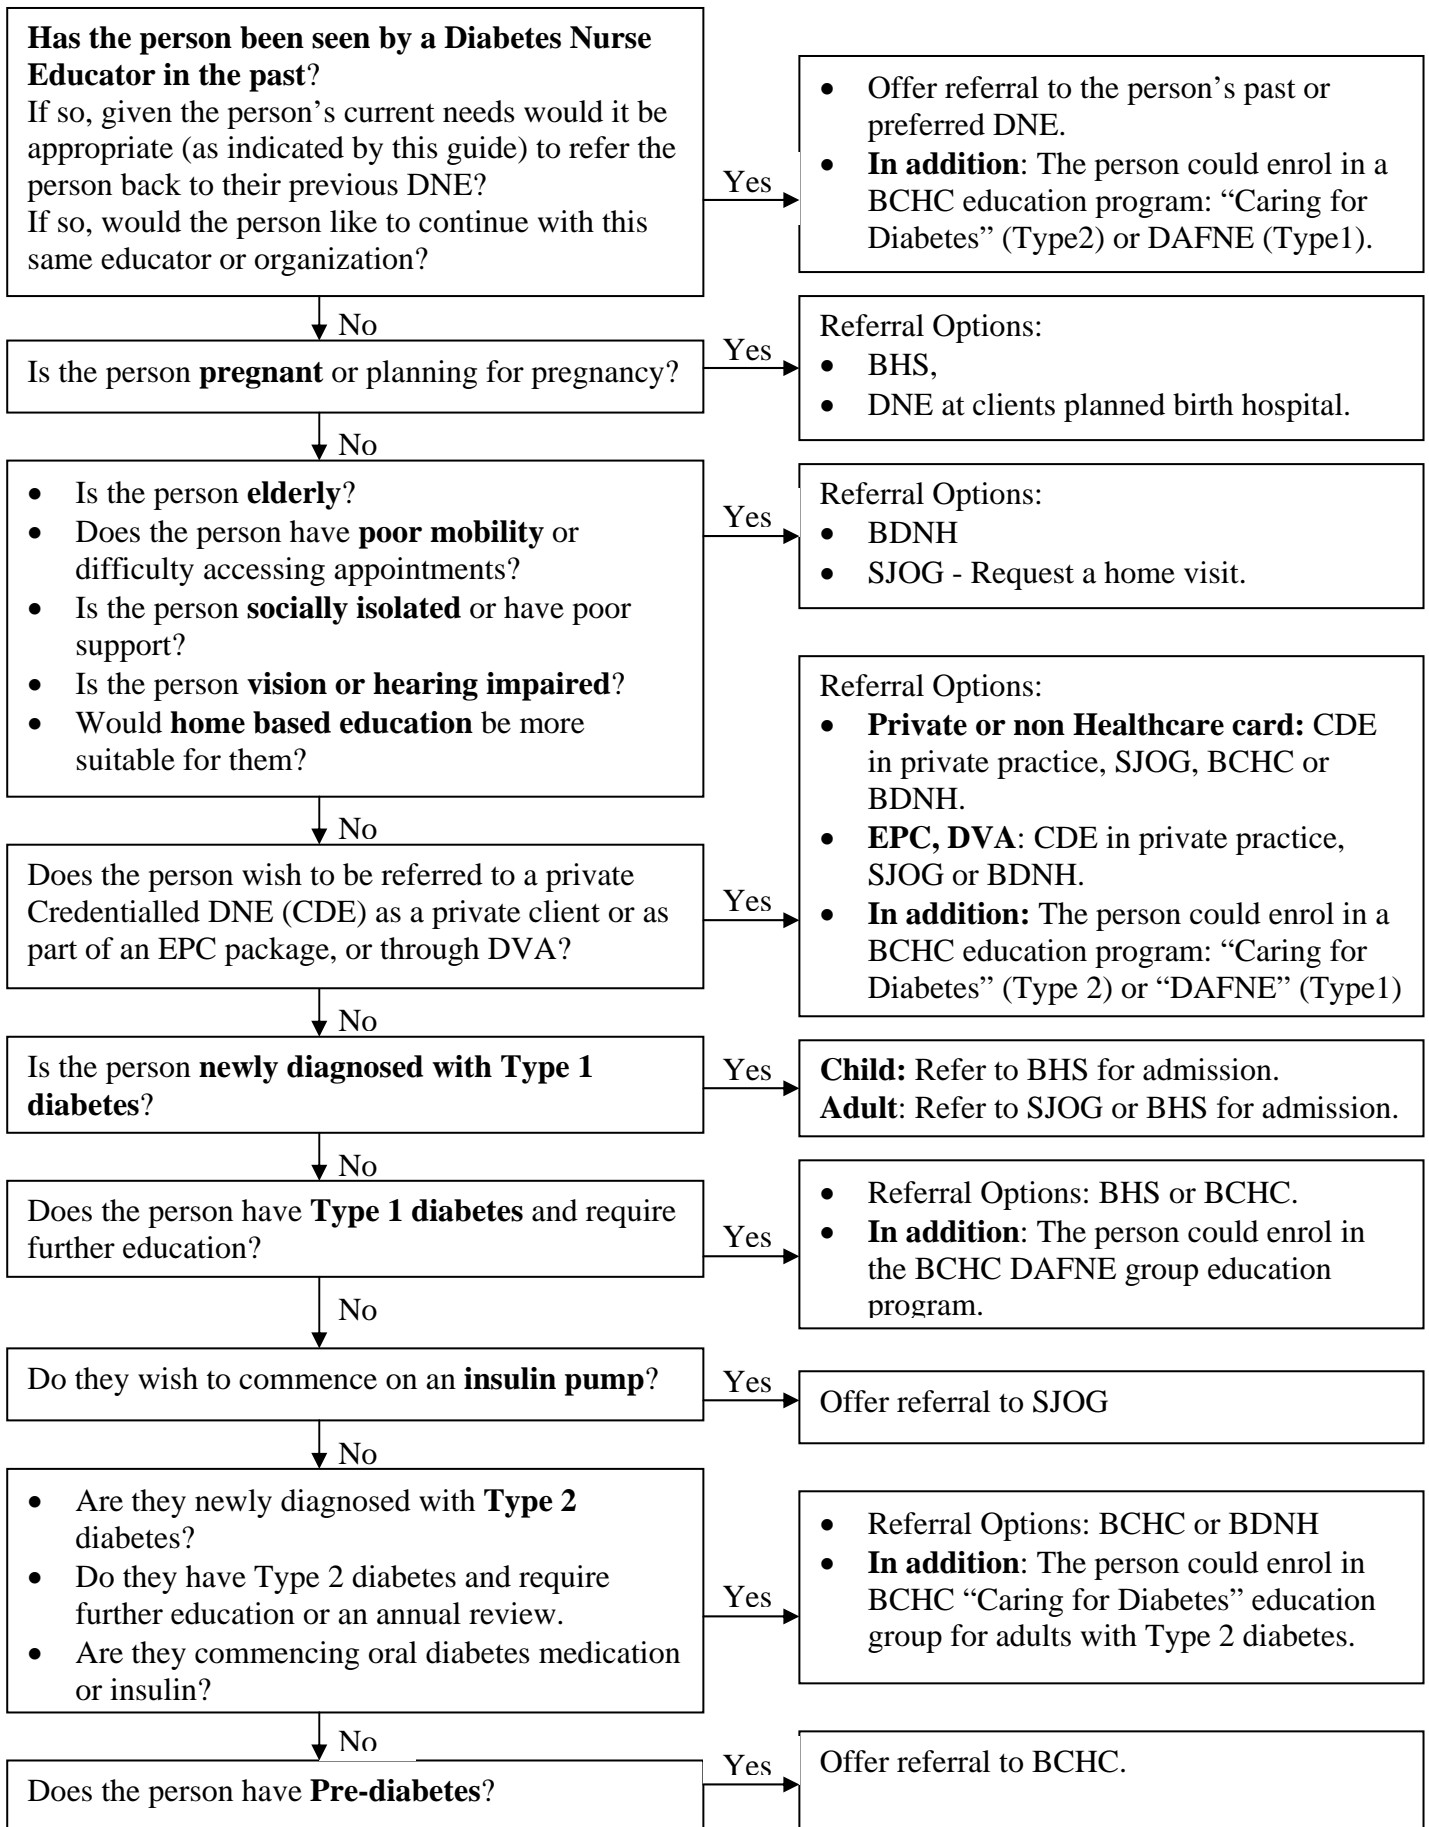 Has the person been seen by a Diabetes Nurse
Educator in the past?
If so, given the person’s current needs would it be
appropriate (as indicated by this guide) to refer the
person back to their previous DNE?
If so, would the person like to continue with this
same educator or organization?
Yes
• Offer referral to the person’s past or
preferred DNE.
• In addition: The person could enrol in a
BCHC education program: “Caring for
Diabetes” (Type2) or DAFNE (Type1).
No
Is the person pregnant or planning for pregnancy?
Yes
Referral Options:
• BHS,
• DNE at clients planned birth hospital.
No
• Is the person elderly?
• Does the person have poor mobility or
difficulty accessing appointments?
• Is the person socially isolated or have poor
support?
• Is the person vision or hearing impaired?
• Would home based education be more
suitable for them?
Yes
Referral Options:
• BDNH
• SJOG - Request a home visit.
No
Does the person wish to be referred to a private
Credentialled DNE (CDE) as a private client or as
part of an EPC package, or through DVA?
Yes
Referral Options:
• Private or non Healthcare card: CDE
in private practice, SJOG, BCHC or
BDNH.
• EPC, DVA: CDE in private practice,
SJOG or BDNH.
• In addition: The person could enrol in a
BCHC education program: “Caring for
Diabetes” (Type 2) or “DAFNE” (Type1)
No
Is the person newly diagnosed with Type 1
diabetes?
Yes
Child: Refer to BHS for admission.
Adult: Refer to SJOG or BHS for admission.
No
Does the person have Type 1 diabetes and require
further education?
Yes
• Referral Options: BHS or BCHC.
• In addition: The person could enrol in
the BCHC DAFNE group education
program.
No
Do they wish to commence on an insulin pump?
Yes
Offer referral to SJOG
No
• Are they newly diagnosed with Type 2
diabetes?
• Do they have Type 2 diabetes and require
further education or an annual review.
• Are they commencing oral diabetes medication
or insulin?
Yes
• Referral Options: BCHC or BDNH
• In addition: The person could enrol in
BCHC “Caring for Diabetes” education
group for adults with Type 2 diabetes.
No
Does the person have Pre-diabetes?
Yes
Offer referral to BCHC.